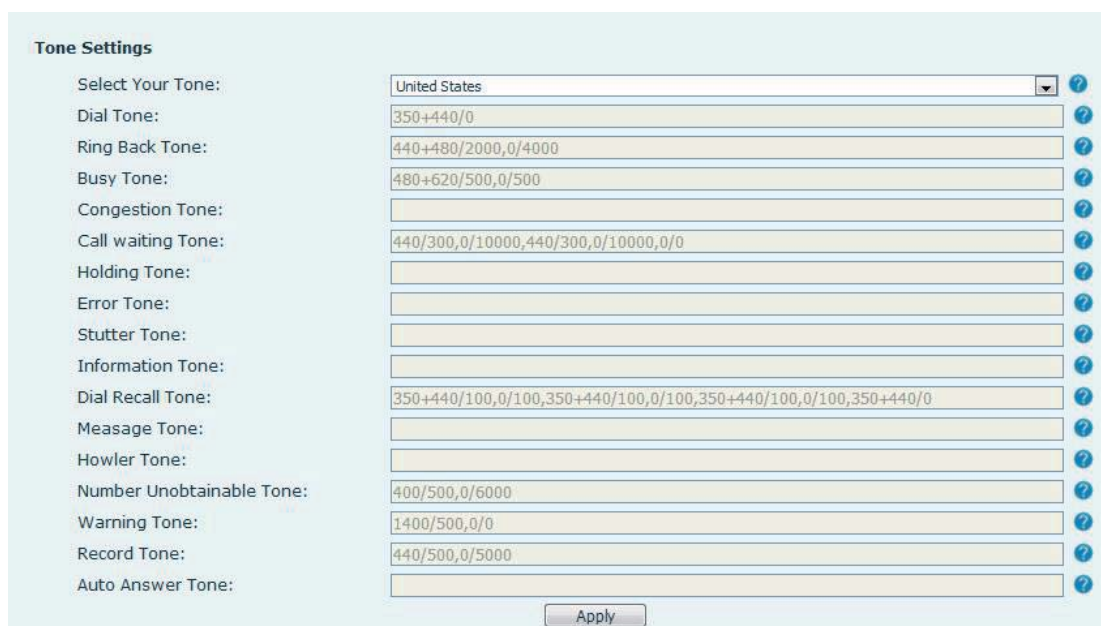 Tone Settings
Select Your Tone: United States
Dial Tone: 350+440/0
Ring Back Tone: 440+480/2000,0/4000
Busy Tone: 480+620/500,0/500
Congestion Tone:
Call waiting Tone: 440/300,0/10000,440/300,0/10000,0/0
Holding Tone:
Error Tone:
Stutter Tone:
Information Tone:
Dial Recall Tone: 350+440/100,0/100,350+440/100,0/100,350+440/100,0/100,350+440/0
Meassage Tone:
Howler Tone:
Number Unobtainable Tone: 400/500,0/6000
Warning Tone: 1400/500,0/0
Record Tone: 440/500,0/5000
Auto Answer Tone:
Apply